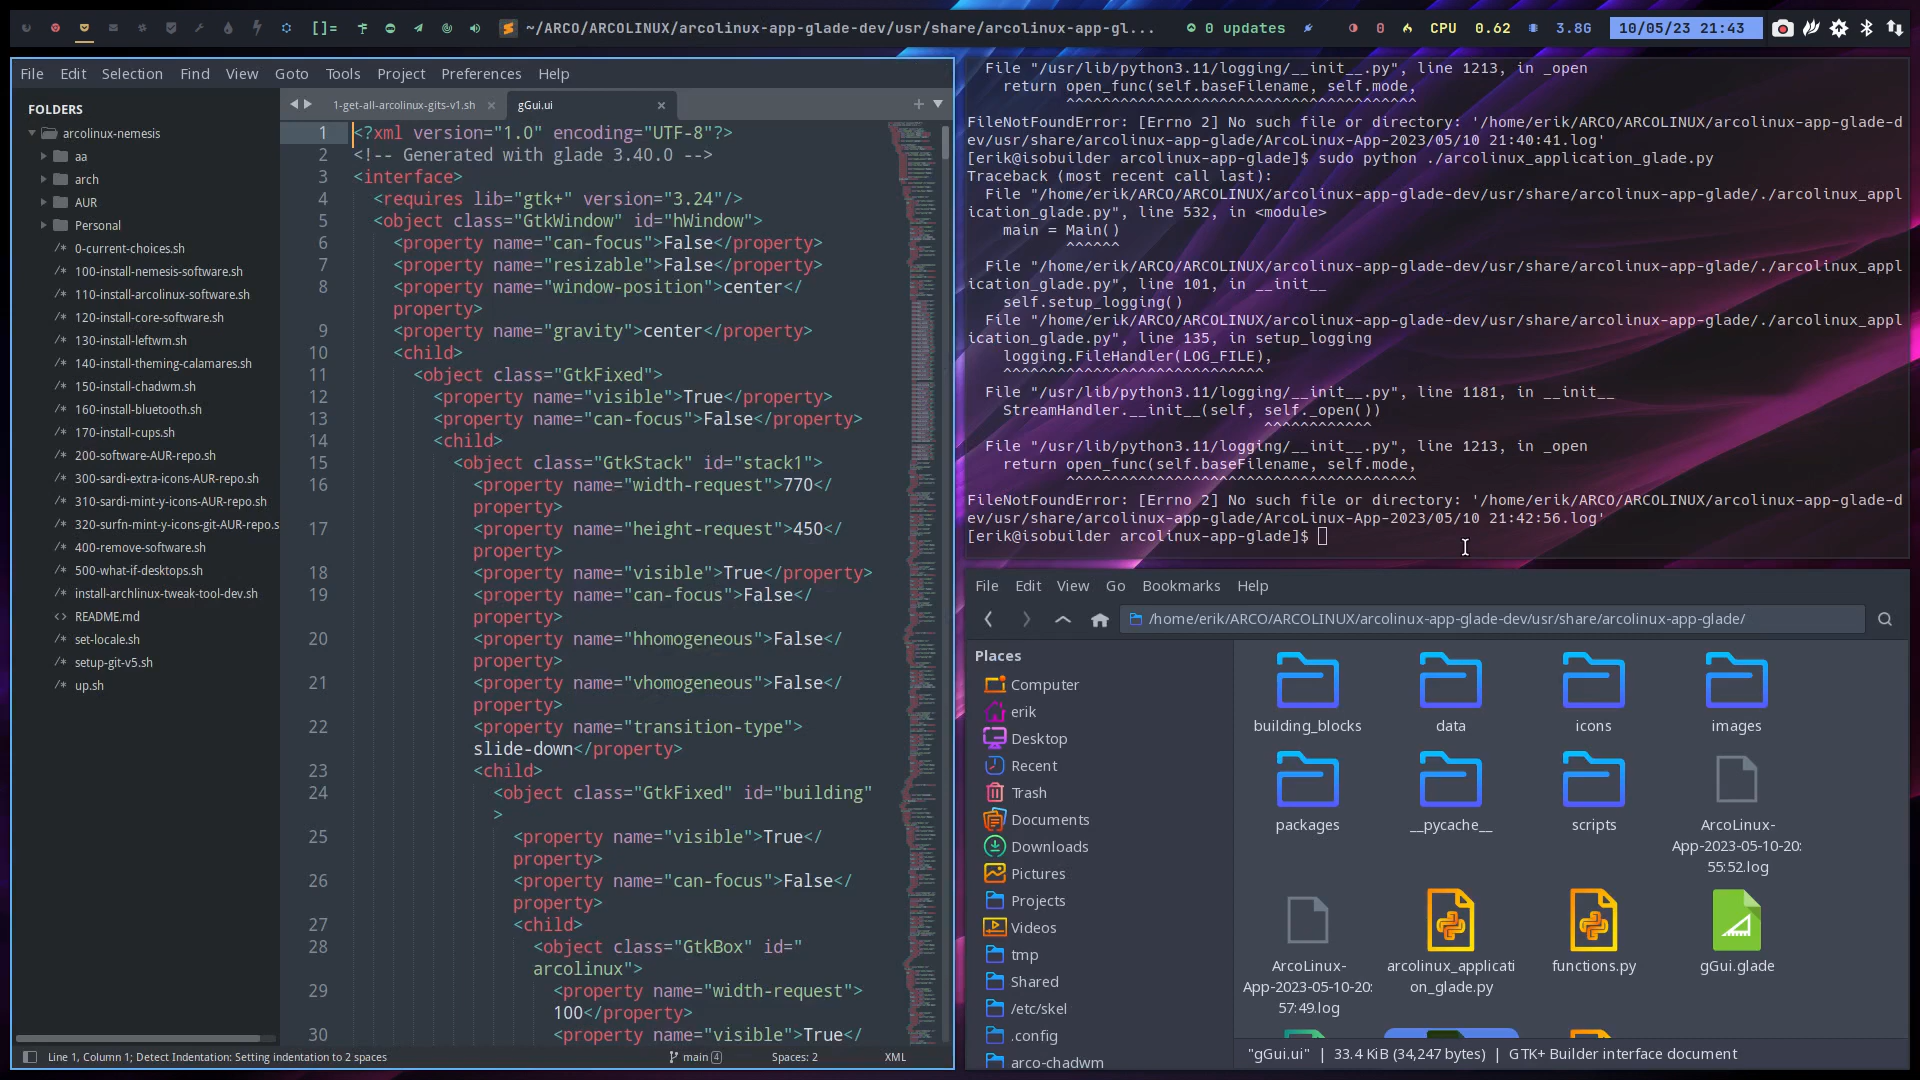 []=
~/ARCO/ARCOLINUX/arcolinux-app-glade-dev/usr/share/arcolinux-app-gl...
0 updates
0
CPU 0.62
3.8G
10/05/23 21:43
File Edit Selection Find View Goto Tools Project Preferences Help
FOLDERS
arcolinux-nemesis
aa
arch
AUR
Personal
/* 0-current-choices.sh
/* 100-install-nemesis-software.sh
/* 110-install-arcolinux-software.sh
/* 120-install-core-software.sh
/* 130-install-leftwm.sh
/* 140-install-theming-calamares.sh
/* 150-install-chadwm.sh
/* 160-install-bluetooth.sh
/* 170-install-cups.sh
/* 200-software-AUR-repo.sh
/* 300-sardi-extra-icons-AUR-repo.sh
/* 310-sardi-mint-y-icons-AUR-repo.sh
/* 320-surfn-mint-y-icons-git-AUR-repo.s
/* 400-remove-software.sh
/* 500-what-if-desktops.sh
/* install-archlinux-tweak-tool-dev.sh
<> README.md
/* set-locale.sh
/* setup-git-v5.sh
/* up.sh
1-get-all-arcolinux-gits-v1.sh ×
gGui.ui ×
1 <?xml version="1.0" encoding="UTF-8"?>
2 <!-- Generated with glade 3.40.0 -->
3 <interface>
4 <requires lib="gtk+" version="3.24"/>
5 <object class="GtkWindow" id="hWindow">
6 <property name="can-focus">False</property>
7 <property name="resizable">False</property>
8 <property name="window-position">center</
property>
9 <property name="gravity">center</property>
10 <child>
11 <object class="GtkFixed">
12 <property name="visible">True</property>
13 <property name="can-focus">False</property>
14 <child>
15 <object class="GtkStack" id="stack1">
16 <property name="width-request">770</
property>
17 <property name="height-request">450</
property>
18 <property name="visible">True</property>
19 <property name="can-focus">False</
property>
20 <property name="hhomogeneous">False</
property>
21 <property name="vhomogeneous">False</
property>
22 <property name="transition-type">
slide-down</property>
23 <child>
24 <object class="GtkFixed" id="building"
>
25 <property name="visible">True</
property>
26 <property name="can-focus">False</
property>
27 <child>
28 <object class="GtkBox" id="
arcolinux">
29 <property name="width-request">
100</property>
30 <property name="visible">True</
Line 1, Column 1; Detect Indentation: Setting indentation to 2 spaces
main 4
Spaces: 2
XML
File "/usr/lib/python3.11/logging/__init__.py", line 1213, in _open
return open_func(self.baseFilename, self.mode,
^^^^^^^^^^^^^^^^^^^^^^^^^^^^^^^^^^^^^^^
FileNotFoundError: [Errno 2] No such file or directory: '/home/erik/ARCO/ARCOLINUX/arcolinux-app-glade-d
ev/usr/share/arcolinux-app-glade/ArcoLinux-App-2023/05/10 21:40:41.log'
[erik@isobuilder arcolinux-app-glade]$ sudo python ./arcolinux_application_glade.py
Traceback (most recent call last):
File "/home/erik/ARCO/ARCOLINUX/arcolinux-app-glade-dev/usr/share/arcolinux-app-glade/./arcolinux_appl
ication_glade.py", line 532, in <module>
main = Main()
^^^^^^
File "/home/erik/ARCO/ARCOLINUX/arcolinux-app-glade-dev/usr/share/arcolinux-app-glade/./arcolinux_appl
ication_glade.py", line 101, in __init__
self.setup_logging()
File "/home/erik/ARCO/ARCOLINUX/arcolinux-app-glade-dev/usr/share/arcolinux-app-glade/./arcolinux_appl
ication_glade.py", line 135, in setup_logging
logging.FileHandler(LOG_FILE),
^^^^^^^^^^^^^^^^^^^^^^^^^^^^^
File "/usr/lib/python3.11/logging/__init__.py", line 1181, in __init__
StreamHandler.__init__(self, self._open())
^^^^^^^^^^^^
File "/usr/lib/python3.11/logging/__init__.py", line 1213, in _open
return open_func(self.baseFilename, self.mode,
^^^^^^^^^^^^^^^^^^^^^^^^^^^^^^^^^^^^^^^
FileNotFoundError: [Errno 2] No such file or directory: '/home/erik/ARCO/ARCOLINUX/arcolinux-app-glade-d
ev/usr/share/arcolinux-app-glade/ArcoLinux-App-2023/05/10 21:42:56.log'
[erik@isobuilder arcolinux-app-glade]$
File Edit View Go Bookmarks Help
/home/erik/ARCO/ARCOLINUX/arcolinux-app-glade-dev/usr/share/arcolinux-app-glade/
Places
Computer
erik
Desktop
Recent
Trash
Documents
Downloads
Pictures
Projects
Videos
tmp
Shared
/etc/skel
.config
arco-chadwm
building_blocks
data
icons
images
packages
__pycache__
scripts
ArcoLinux-
App-2023-05-10-20:
55:52.log
ArcoLinux-
App-2023-05-10-20:
57:49.log
arcolinux_applicati
on_glade.py
functions.py
gGui.glade
"gGui.ui" | 33.4 KiB (34,247 bytes) | GTK+ Builder interface document